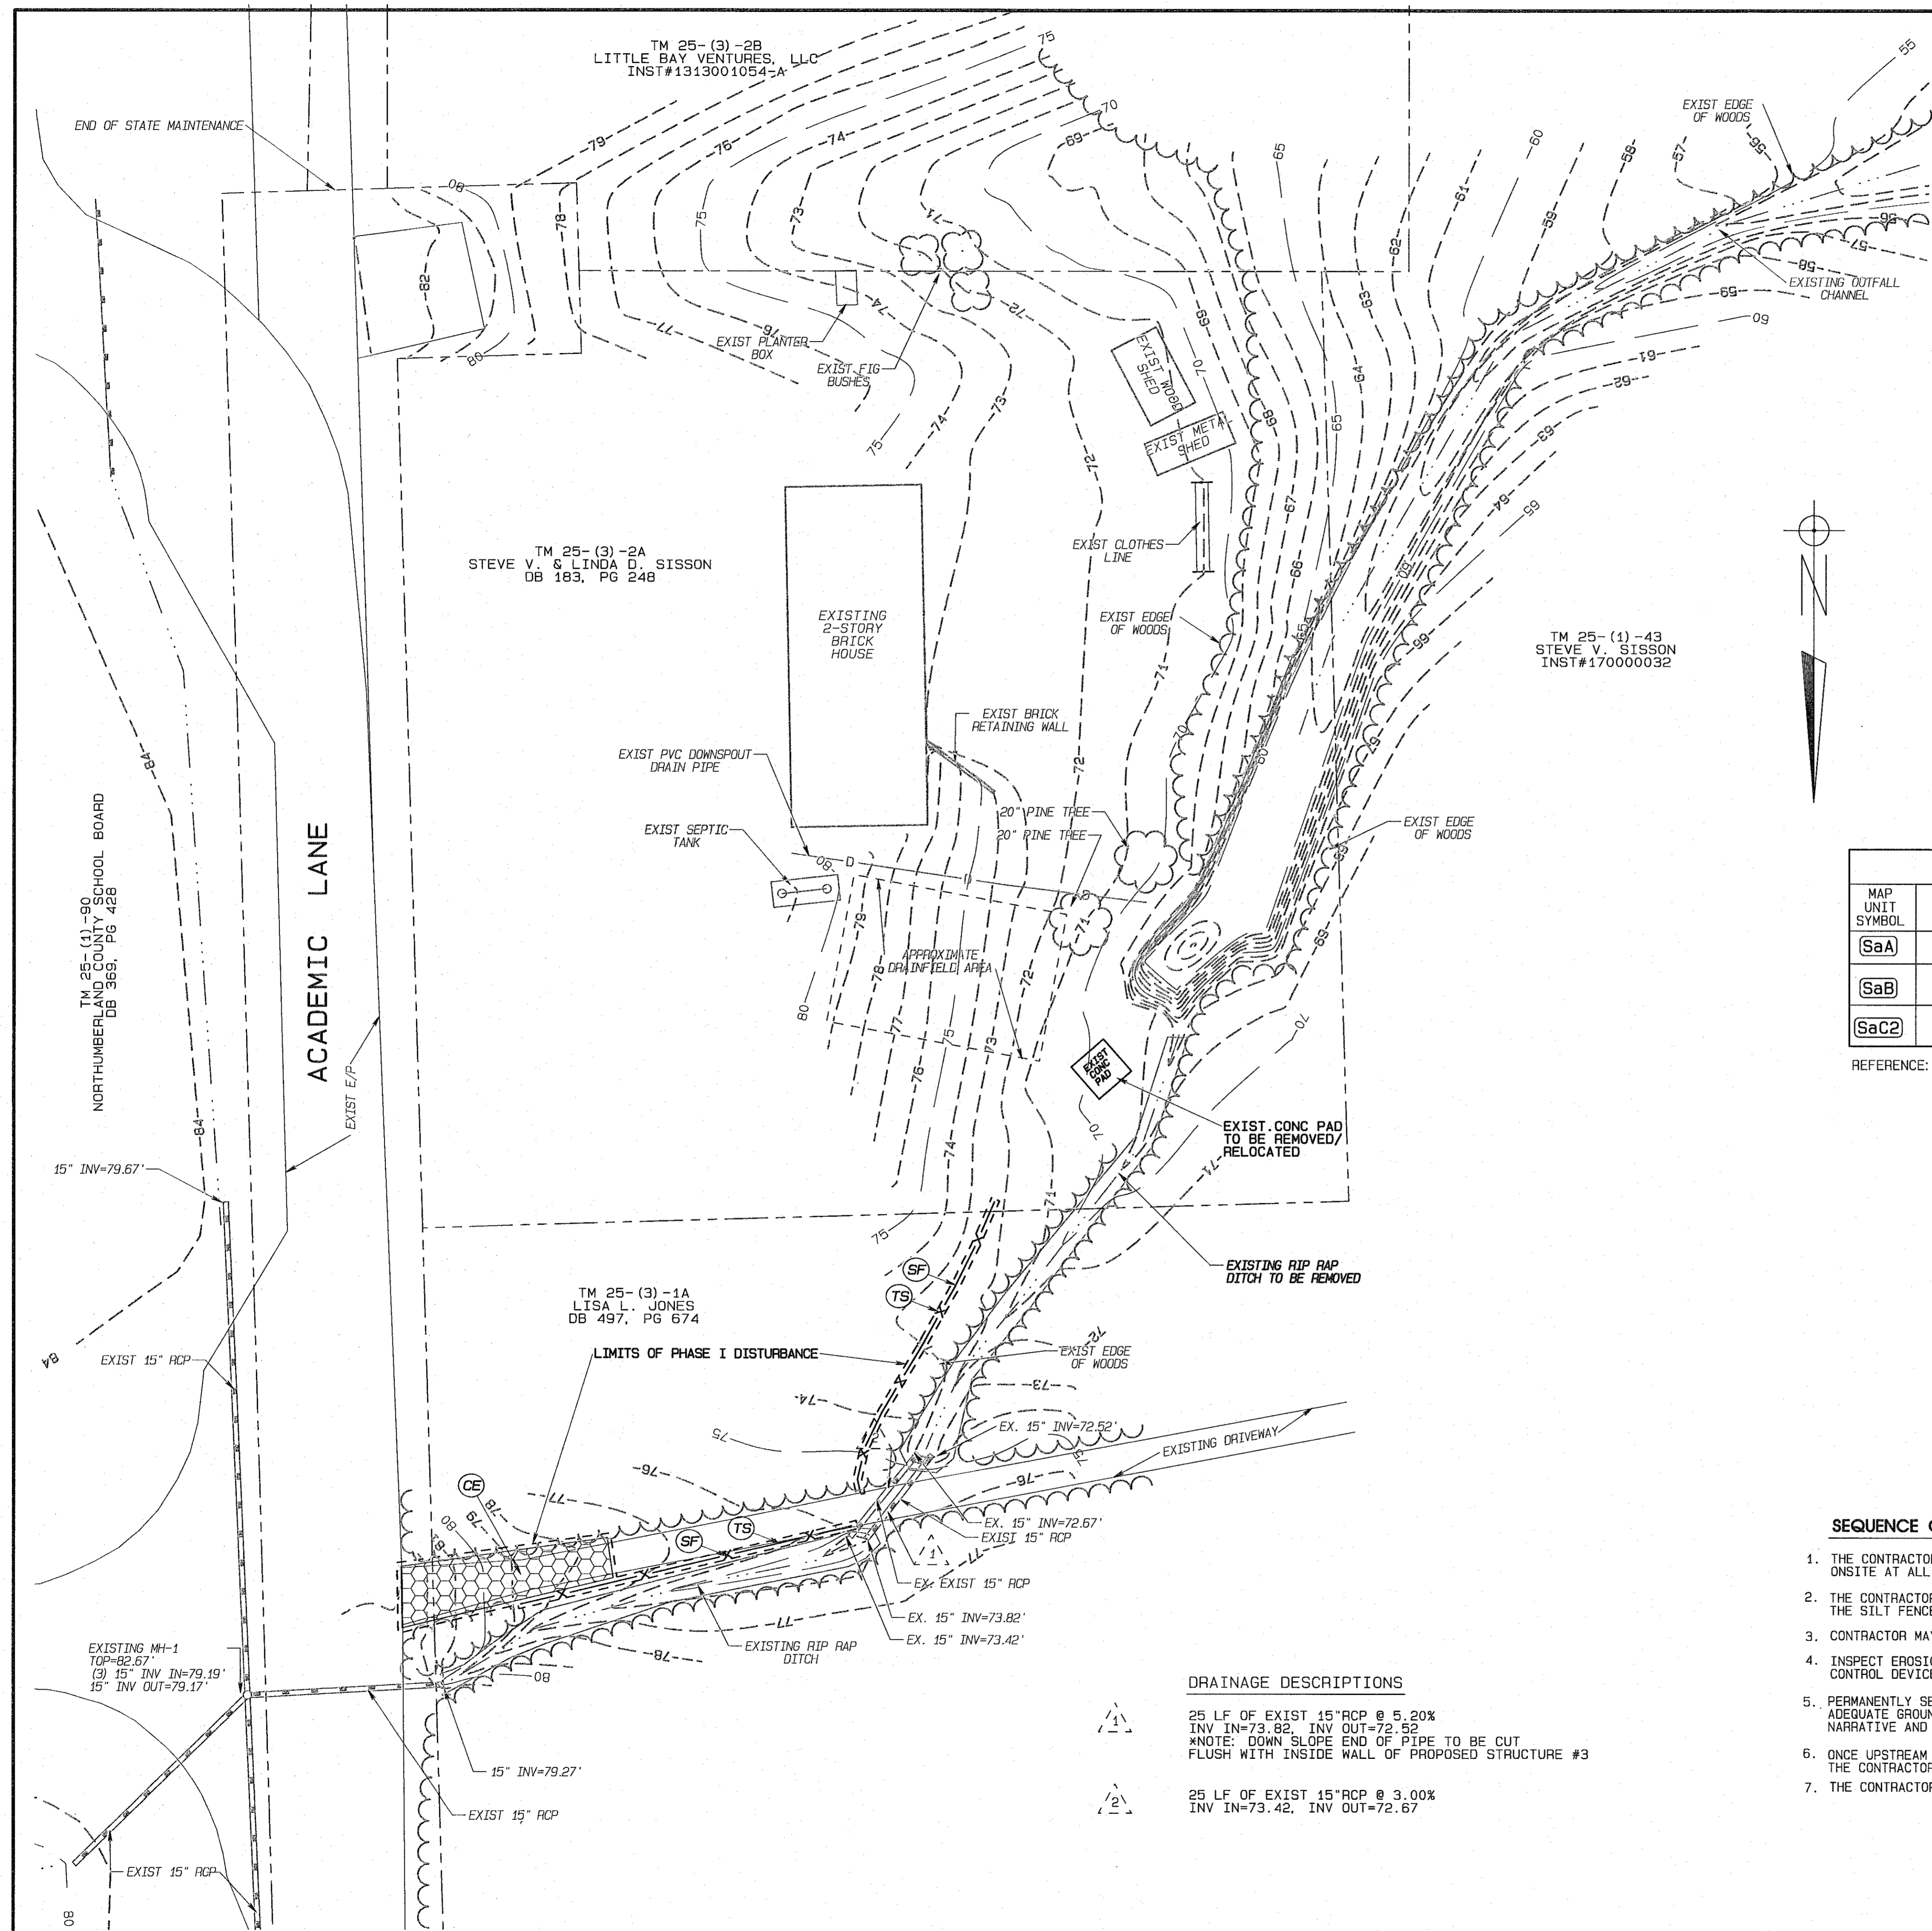 TM 25-(3)-2B
LITTLE BAY VENTURES, LLC
INST#1313001054-A
END OF STATE MAINTENANCE
EXIST EDGE
OF WOODS
EXISTING OUTFALL
CHANNEL
EXIST PLANTER
BOX
EXIST FIG
BUSHES
EXIST WOOD
SHED
EXIST METAL
SHED
TM 25-(3)-2A
STEVE V. & LINDA D. SISSON
DB 183, PG 248
EXIST CLOTHES
LINE
EXISTING
2-STORY
BRICK
HOUSE
EXIST EDGE
OF WOODS
TM 25-(1)-43
STEVE V. SISSON
INST#170000032
N
EXIST BRICK
RETAINING WALL
EXIST PVC DOWNSPOUT
DRAIN PIPE
20" PINE TREE
20" PINE TREE
EXIST SEPTIC
TANK
EXIST EDGE
OF WOODS
TM 25-(1)-90
NORTHUMBERLAND COUNTY SCHOOL BOARD
DB 369, PG 428
ACADEMIC LANE
EXIST E/P
APPROXIMATE
DRAINFIELD AREA
MAP
UNIT
SYMBOL
SaA
SaB
SaC2
REFERENCE:
EXIST
CONC
PAD
EXIST.CONC PAD
TO BE REMOVED/
RELOCATED
15" INV=79.67'
EXISTING RIP RAP
DITCH TO BE REMOVED
SF
TS
TM 25-(3)-1A
LISA L. JONES
DB 497, PG 674
LIMITS OF PHASE I DISTURBANCE
EXIST 15" RCP
EXIST EDGE
OF WOODS
EX. 15" INV=72.52'
EXISTING DRIVEWAY
CE
SF
TS
EX. 15" INV=72.67'
EXIST 15" RCP
1
EX. EXIST 15" RCP
EX. 15" INV=73.82'
EX. 15" INV=73.42'
EXISTING RIP RAP
DITCH
EXISTING MH-1
TOP=82.67'
(3) 15" INV IN=79.19'
15" INV OUT=79.17'
15" INV=79.27'
EXIST 15" RCP
EXIST 15" RCP
DRAINAGE DESCRIPTIONS
1
25 LF OF EXIST 15"RCP @ 5.20%
INV IN=73.82, INV OUT=72.52
*NOTE: DOWN SLOPE END OF PIPE TO BE CUT
FLUSH WITH INSIDE WALL OF PROPOSED STRUCTURE #3
2
25 LF OF EXIST 15"RCP @ 3.00%
INV IN=73.42, INV OUT=72.67
SEQUENCE
1. THE CONTRACTOR
ONSITE AT ALL
2. THE CONTRACTOR
THE SILT FENCE
3. CONTRACTOR MAY
4. INSPECT EROSION
CONTROL DEVICE
5. PERMANENTLY SE
ADEQUATE GROUN
NARRATIVE AND
6. ONCE UPSTREAM
THE CONTRACTOR
7. THE CONTRACTOR